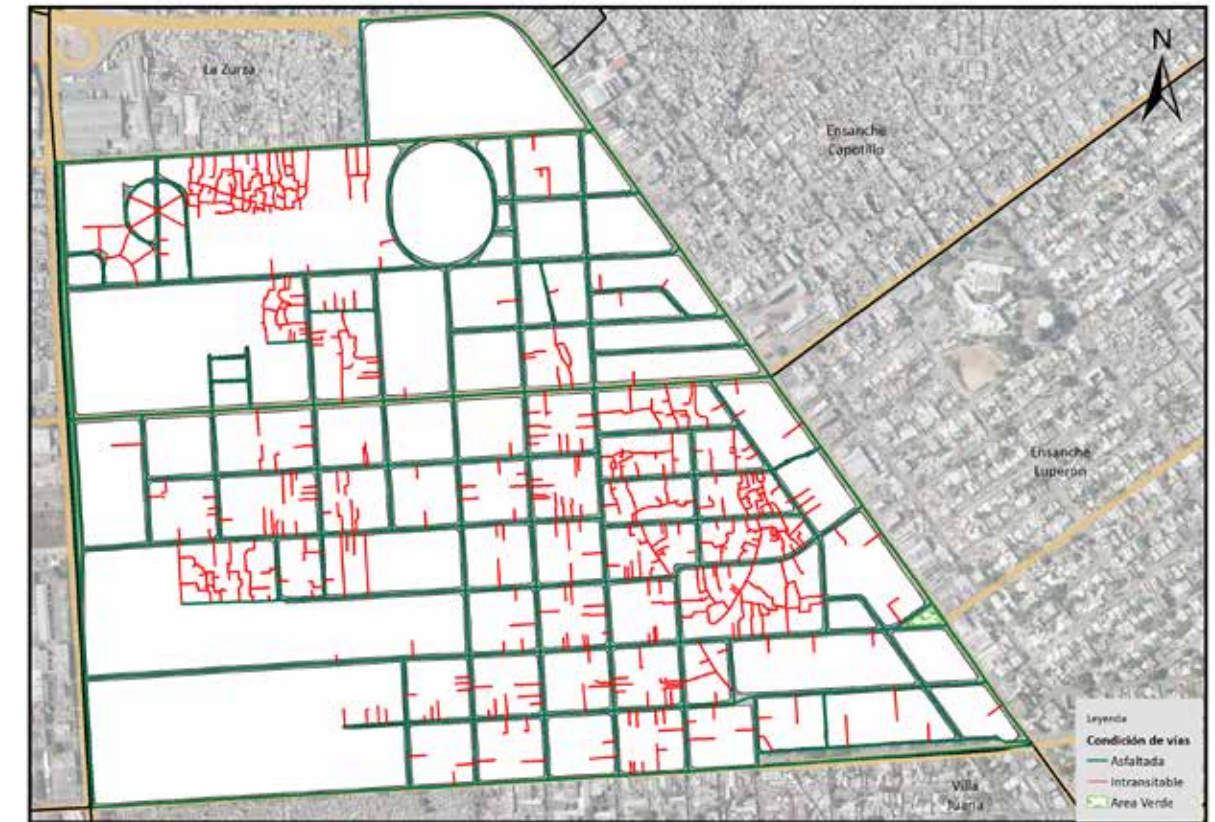 N
La Zurza
Ensanche
Capotillo
Ensanche
Luperon
Leyenda
Condición de vías
Asfaltada
Intransitable
Area Verde
Villa
Juana